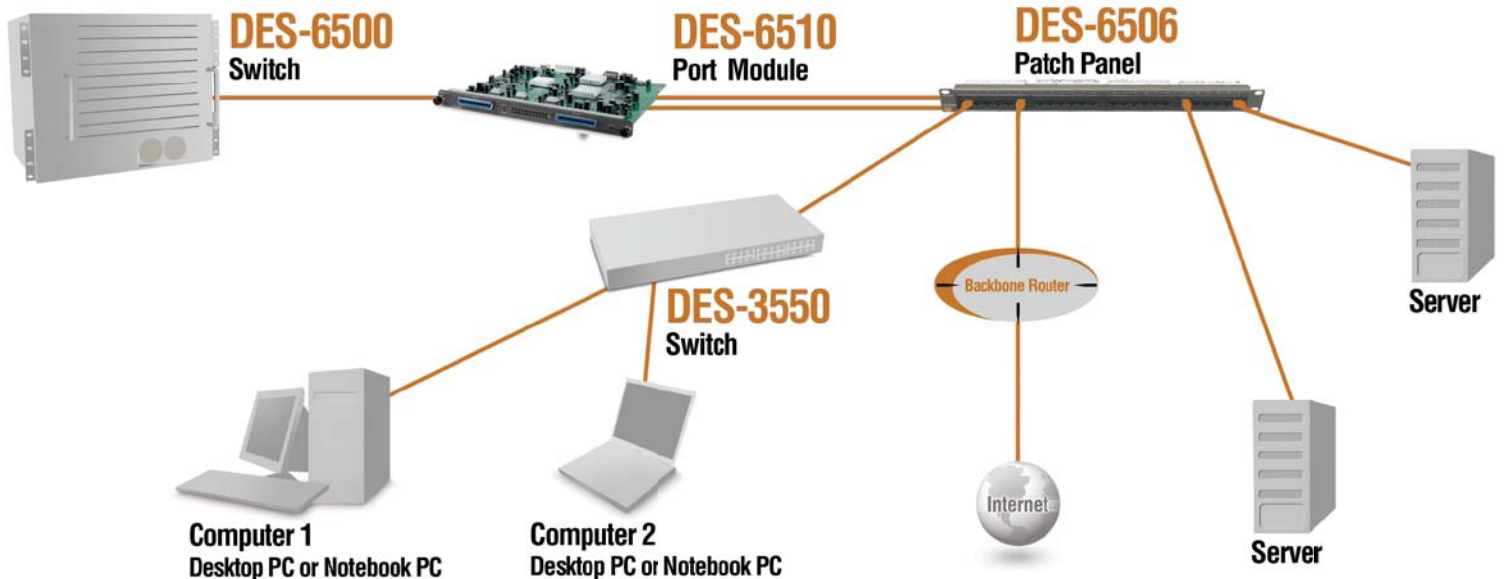 DES-6500
Switch
DES-6510
Port Module
DES-6506
Patch Panel
DES-3550
Switch
Backbone Router
Server
Internet
Server
Computer 1
Desktop PC or Notebook PC
Computer 2
Desktop PC or Notebook PC